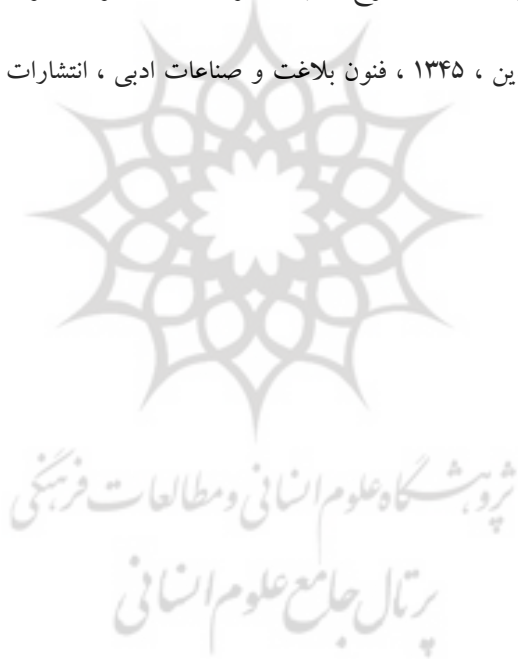 ین ، ۱۳۴۵ ، فنون بلاغت و صناعات ادبی ، انتشارات
پژوهشگاه علوم انسانی و مطالعات فرهنگی
پرتال جامع علوم انسانی